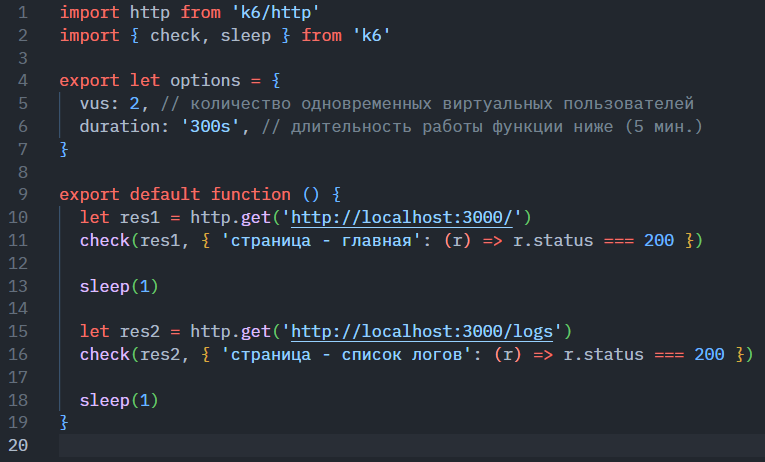 1 import http from 'k6/http'
2 import { check, sleep } from 'k6'
3
4 export let options = {
5   vus: 2, // количество одновременных виртуальных пользователей
6   duration: '300s', // длительность работы функции ниже (5 мин.)
7 }
8
9 export default function () {
10   let res1 = http.get('http://localhost:3000/')
11   check(res1, { 'страница - главная': (r) => r.status === 200 })
12
13   sleep(1)
14
15   let res2 = http.get('http://localhost:3000/logs')
16   check(res2, { 'страница - список логов': (r) => r.status === 200 })
17
18   sleep(1)
19 }
20